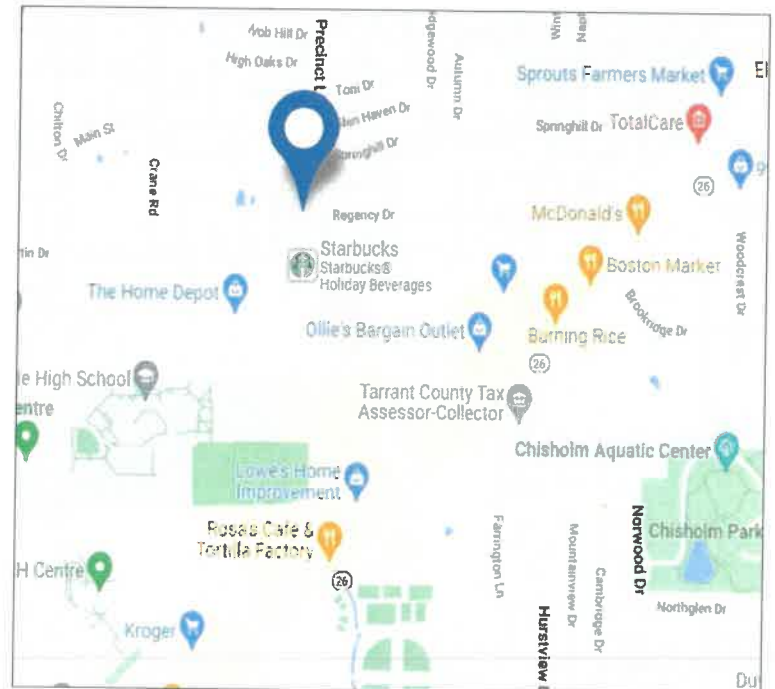 Nob Hill Dr
High Oaks Dr
Precinct L
Toni Dr
Glen Haven Dr
Springhill Dr
Regency Dr
Autumn Dr
Sprouts Farmers Market
Springhill Dr
TotalCare
26
Chilton Dr
Main St
Crane Rd
McDonald's
Boston Market
Woodcrest Dr
Brookridge Dr
Starbucks
Starbucks®
Holiday Beverages
The Home Depot
Ollie's Bargain Outlet
Burning Rice
26
High School
Tarrant County Tax
Assessor-Collector
Chisholm Aquatic Center
Lowe's Home
Improvement
Rosa's Cafe &
Tortilla Factory
26
H Centre
Kroger
Farrington Ln
Mountainview Dr
Cambridge Dr
Hurstview
Norwood Dr
Chisholm Park
Northglen Dr